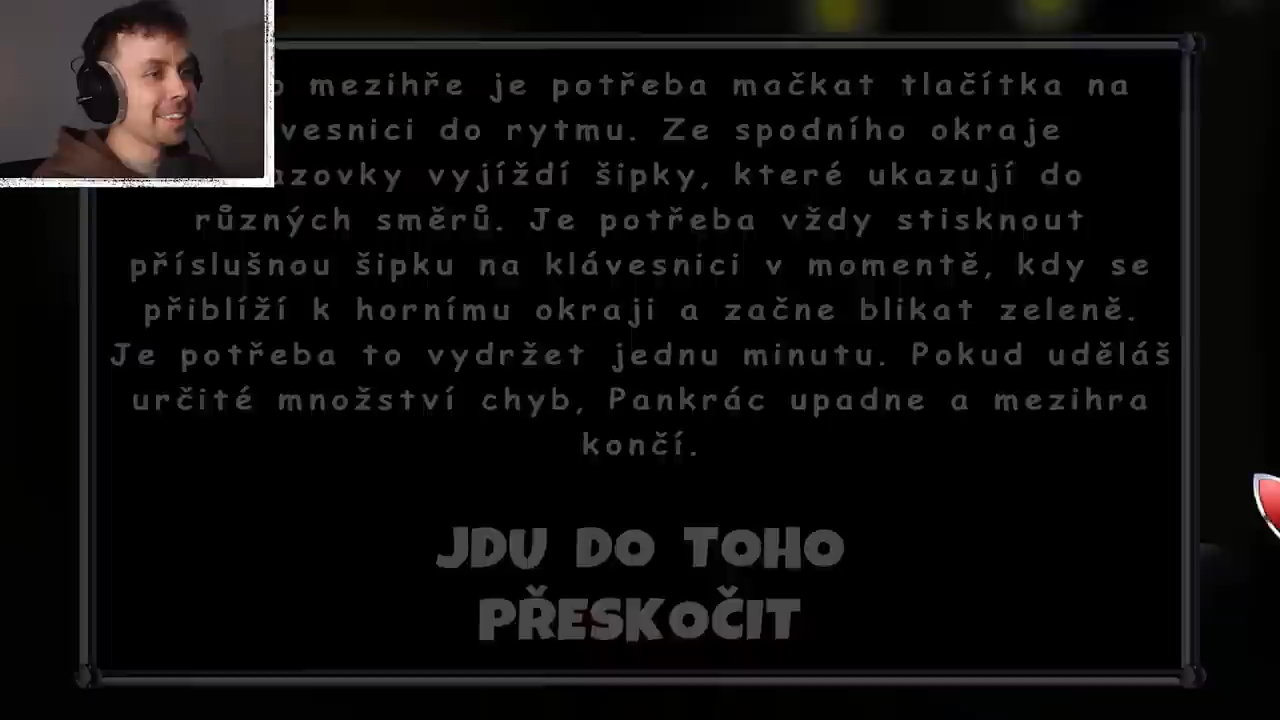 mezihře je potřeba mačkat tlačítka na
vesnici do rytmu. Ze spodního okraje
azovky vyjíždí šipky, které ukazují do
různých směrů. Je potřeba vždy stisknout
příslušnou šipku na klávesnici v momentě, kdy se
přiblíží k hornímu okraji a začne blikat zeleně.
Je potřeba to vydržet jednu minutu. Pokud uděláš
určité množství chyb, Pankrác upadne a mezihra
končí.
JDU DO TOHO
PŘESKOČIT